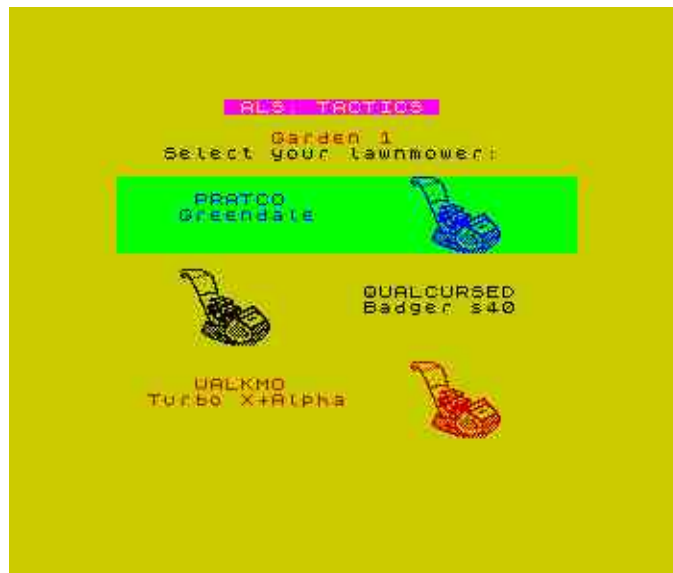 ALS: TACTICS
Garden 1
Select your lawnmower:
PRATCO
Greendale
QUALCURSED
Badger s40
WALKMO
Turbo X+Alpha